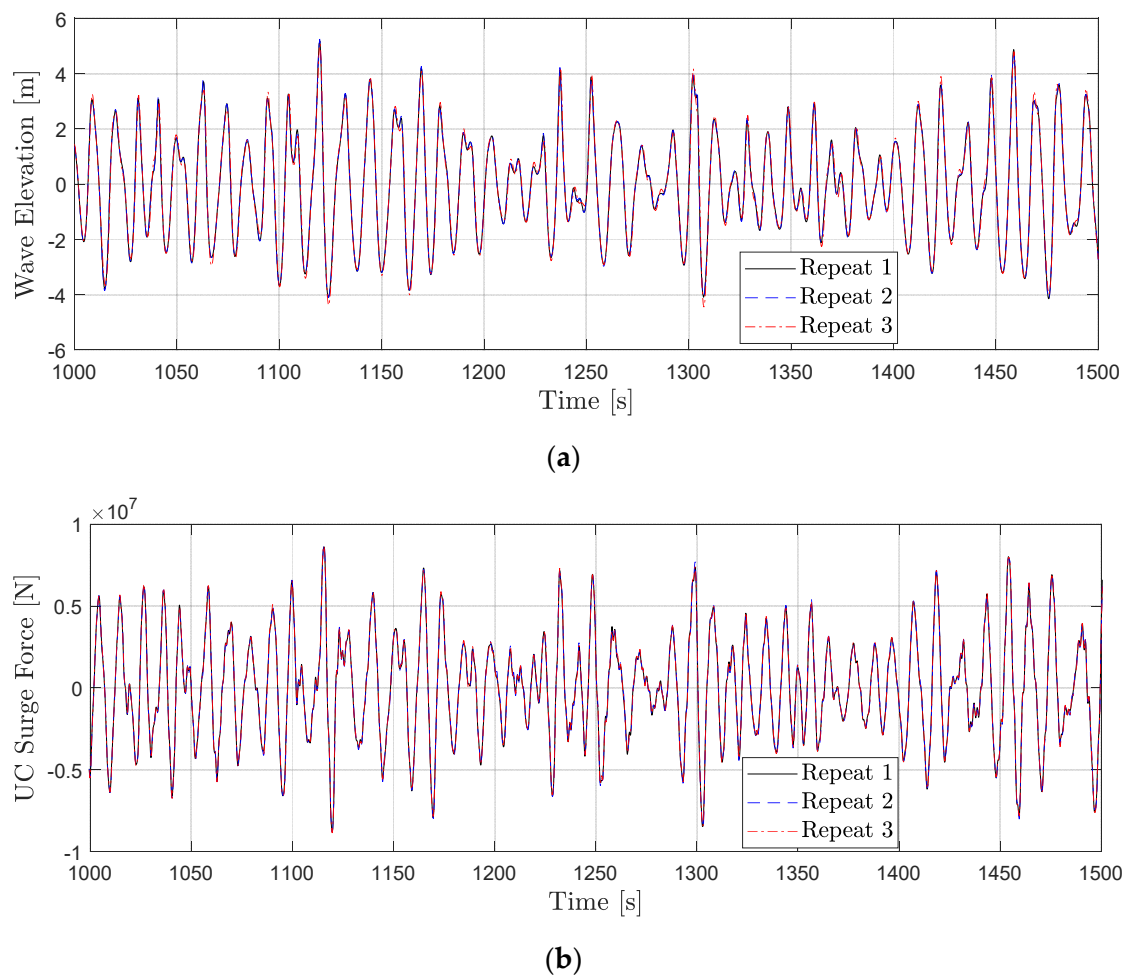 6
4
2
0
-2
-4
-6
Wave Elevation [m]
Repeat 1
Repeat 2
Repeat 3
1000 1050 1100 1150 1200 1250 1300 1350 1400 1450 1500
Time [s]
(a)
×10^7
1
0.5
0
-0.5
-1
UC Surge Force [N]
Repeat 1
Repeat 2
Repeat 3
1000 1050 1100 1150 1200 1250 1300 1350 1400 1450 1500
Time [s]
(b)